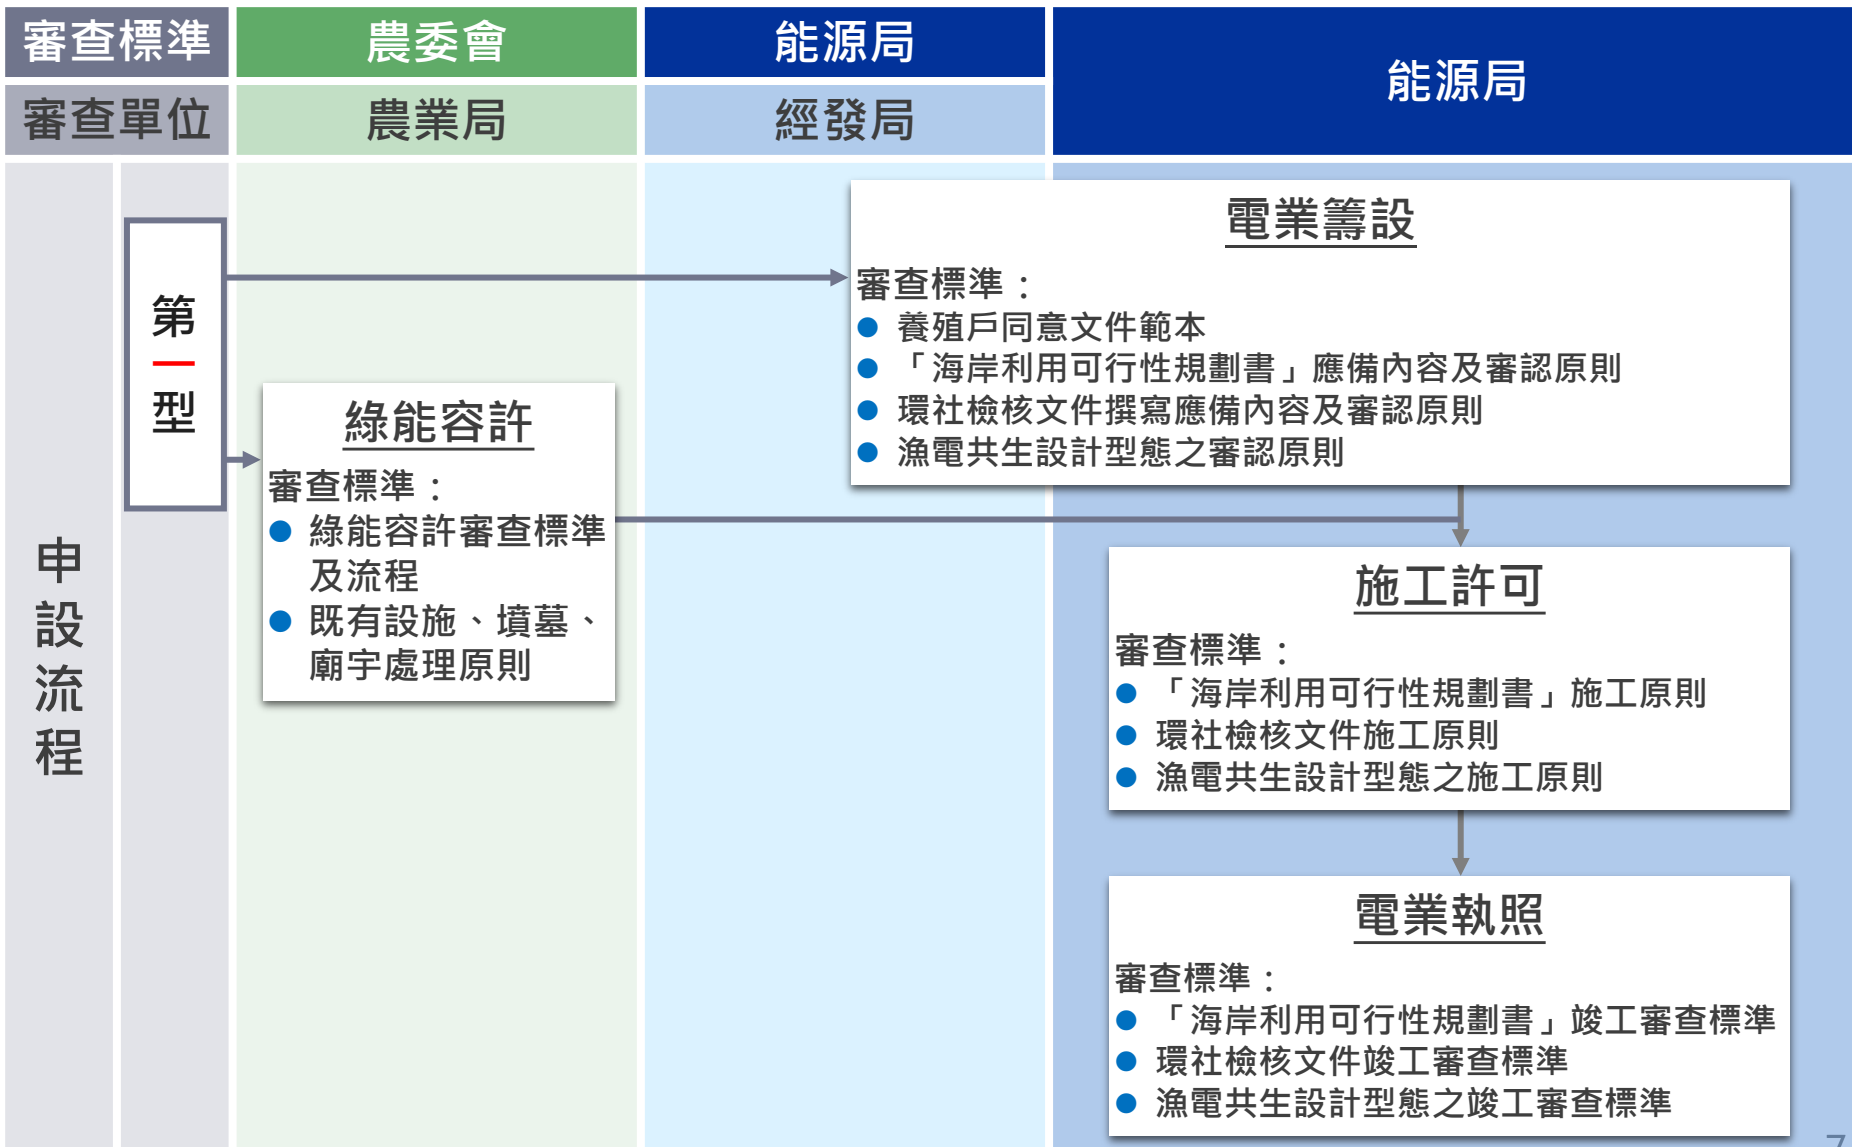 審查標準
農委會
能源局
能源局
審查單位
農業局
經發局
申設流程
第一型
電業籌設
審查標準：
養殖戶同意文件範本
「海岸利用可行性規劃書」應備內容及審認原則
環社檢核文件撰寫應備內容及審認原則
漁電共生設計型態之審認原則
綠能容許
審查標準：
綠能容許審查標準
及流程
既有設施、墳墓、
廟宇處理原則
施工許可
審查標準：
「海岸利用可行性規劃書」施工原則
環社檢核文件施工原則
漁電共生設計型態之施工原則
電業執照
審查標準：
「海岸利用可行性規劃書」竣工審查標準
環社檢核文件竣工審查標準
漁電共生設計型態之竣工審查標準
7